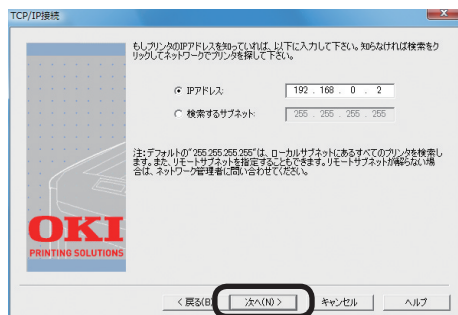 TCP/IP接続
もしプリンタのIPアドレスを知っていれば、以下に入力して下さい。知らなければ検索をク
リックしてネットワークでプリンタを探して下さい。
IPアドレス: 192 . 168 . 0 . 2
検索するサブネット: 255 . 255 . 255 . 255
注:デフォルトの"255.255.255.255"は、ローカルサブネットにあるすべてのプリンタを検索し
ます。また、リモートサブネットを指定することもできます。リモートサブネットが解らない場
合は、ネットワーク管理者に問い合わせてください。
OKI
PRINTING SOLUTIONS
< 戻る(B) 次へ(N) > キャンセル ヘルプ